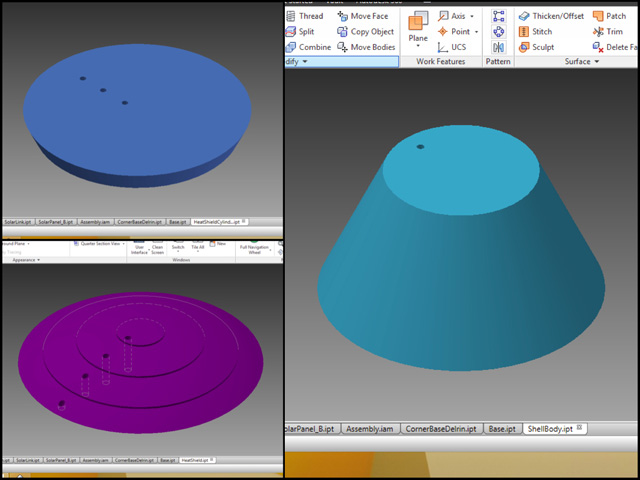 SolarLink.ipt SolarPanel_B.ipt Assembly.iam CornerBaseDelrin.ipt Base.ipt HeatShieldCylind...ipt
Quarter Section View
User Interface Clean Screen Switch Tile All New Full Navigation Wheel
Appearance Windows
SolarLink.ipt SolarPanel_B.ipt Assembly.iam CornerBaseDelrin.ipt Base.ipt HeatShield.ipt
Thread Move Face Axis Thicken/Offset Patch
Split Copy Object Point Stitch Trim
Combine Move Bodies Plane UCS Sculpt Delete Fa
dify Work Features Pattern Surface
olarPanel_B.ipt Assembly.iam CornerBaseDelrin.ipt Base.ipt ShellBody.ipt